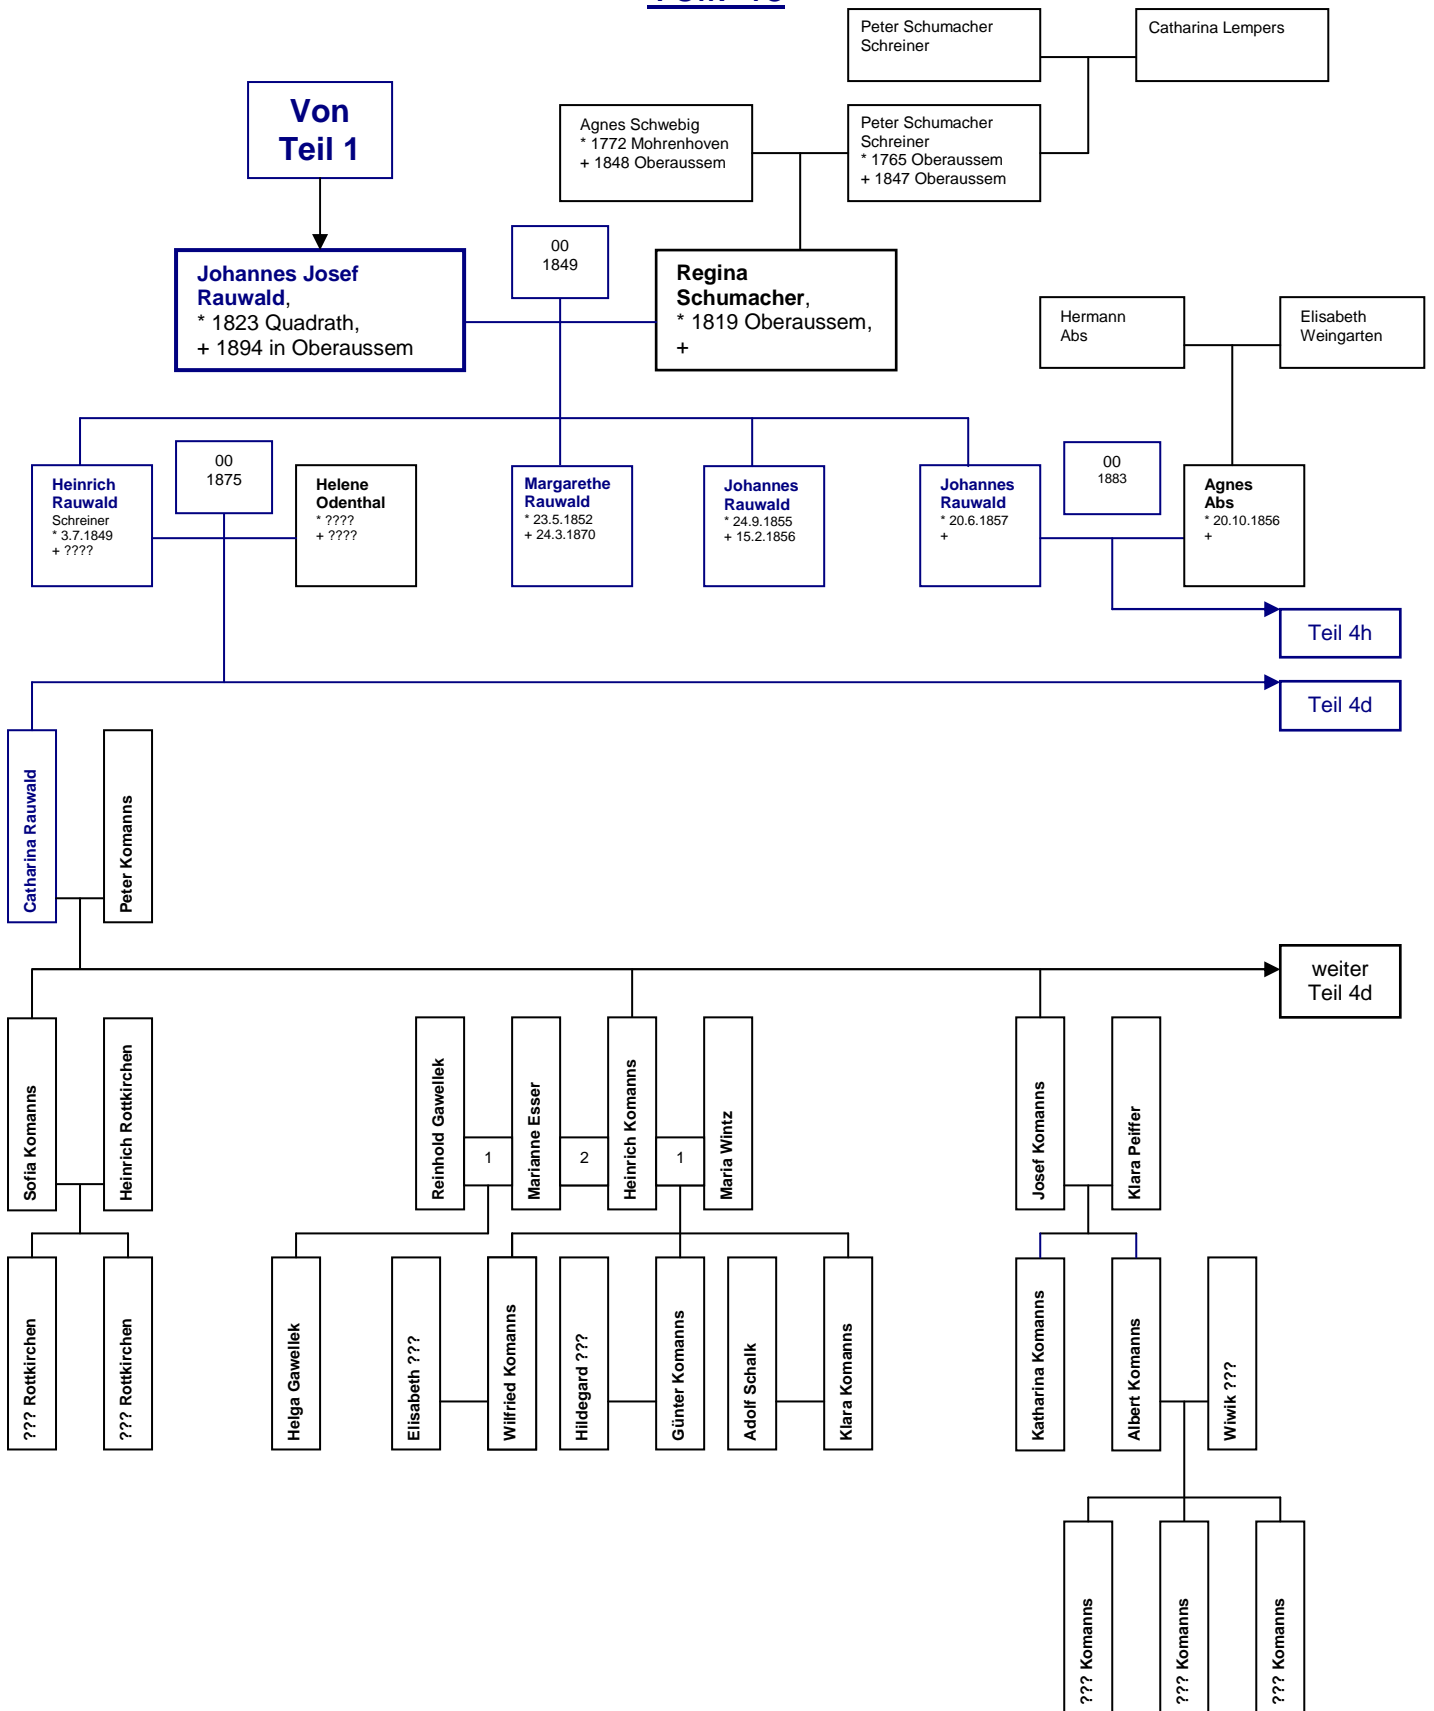 Peter Schumacher
Schreiner
Catharina Lempers
Von
Teil 1
Agnes Schwebig
* 1772 Mohrenhoven
+ 1848 Oberaussem
Peter Schumacher
Schreiner
* 1765 Oberaussem
+ 1847 Oberaussem
00
1849
Johannes Josef
Rauwald,
* 1823 Quadrath,
+ 1894 in Oberaussem
Regina
Schumacher,
* 1819 Oberaussem,
+
Hermann
Abs
Elisabeth
Weingarten
Heinrich
Rauwald
Schreiner
* 3.7.1849
+ ????
00
1875
Helene
Odenthal
* ????
+ ????
Margarethe
Rauwald
* 23.5.1852
+ 24.3.1870
Johannes
Rauwald
* 24.9.1855
+ 15.2.1856
Johannes
Rauwald
* 20.6.1857
+
00
1883
Agnes
Abs
* 20.10.1856
+
Teil 4h
Teil 4d
Catharina Rauwald
Peter Komanns
weiter
Teil 4d
Sofia Komanns
Heinrich Rottkirchen
Reinhold Gawellek
1
Marianne Esser
2
Heinrich Komanns
1
Maria Wintz
Josef Komanns
Klara Peiffer
??? Rottkirchen
??? Rottkirchen
Helga Gawellek
Elisabeth ???
Wilfried Komanns
Hildegard ???
Günter Komanns
Adolf Schalk
Klara Komanns
Katharina Komanns
Albert Komanns
Wiwik ???
??? Komanns
??? Komanns
??? Komanns